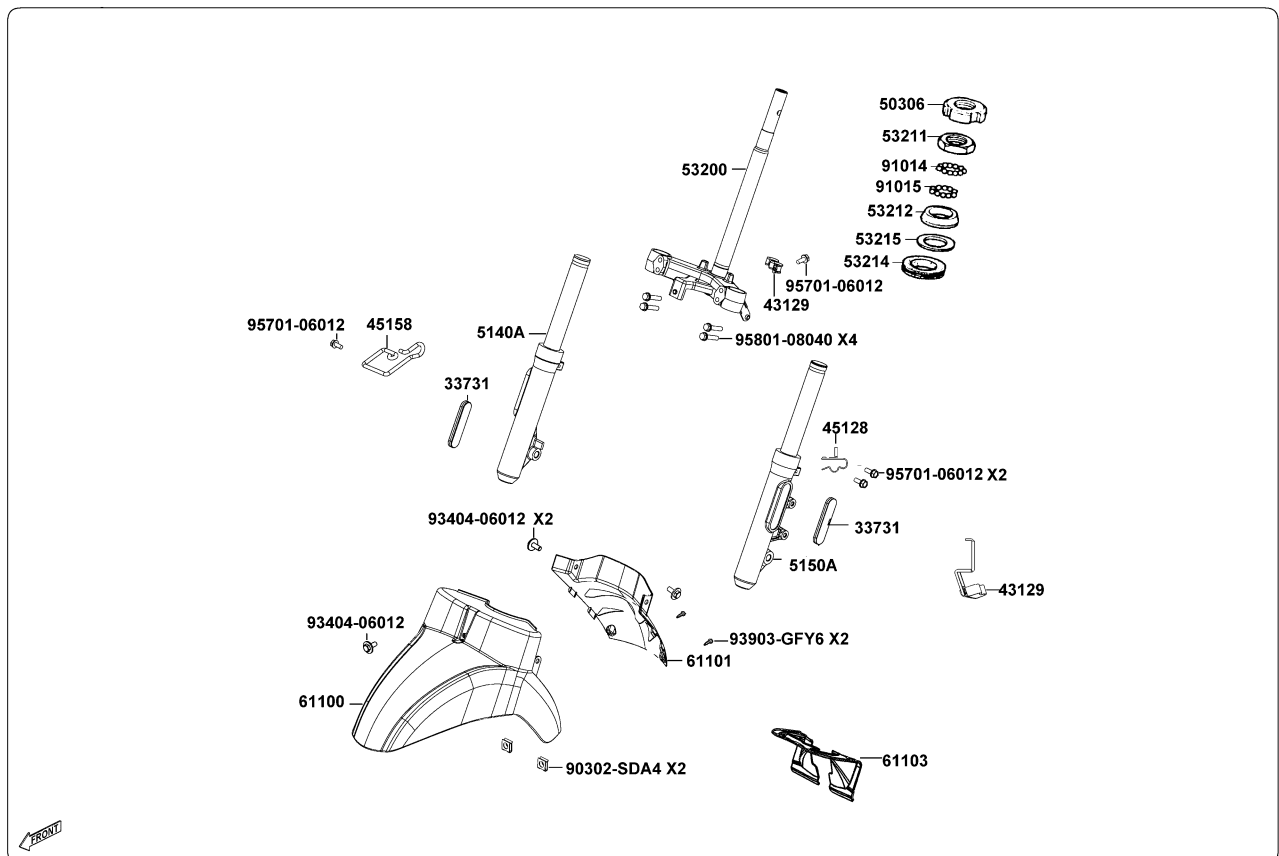 50306
53211
91014
53200
91015
53212
53215
53214
95701-06012
43129
95701-06012
45158
5140A
95801-08040 X4
33731
45128
95701-06012 X2
93404-06012 X2
33731
5150A
43129
93404-06012
93903-GFY6 X2
61101
61100
61103
90302-SDA4 X2
FRONT